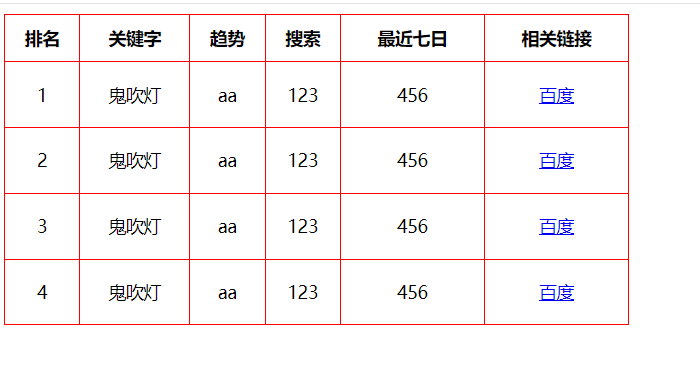 排名 关键字 趋势 搜索 最近七日 相关链接
1 鬼吹灯 aa 123 456 百度
2 鬼吹灯 aa 123 456 百度
3 鬼吹灯 aa 123 456 百度
4 鬼吹灯 aa 123 456 百度